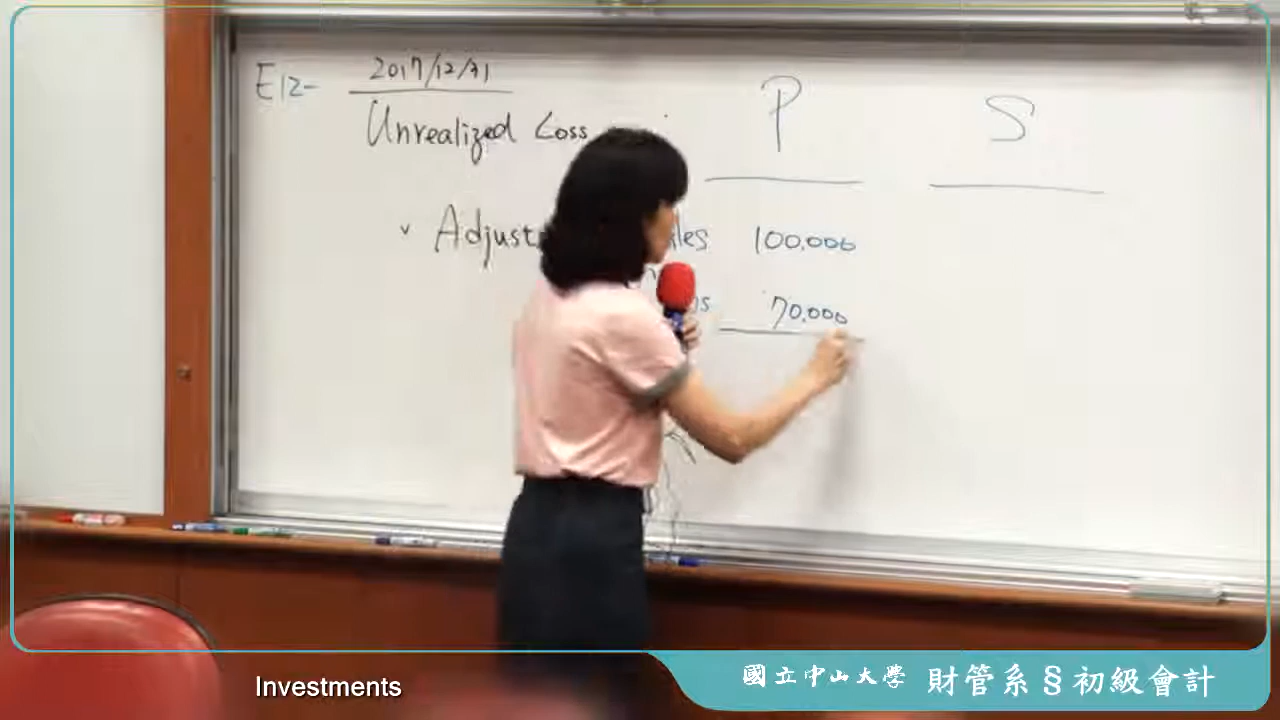 E12- 2017/12/31
Unrealized Loss
P S
v Adjust
100,000
70,000
Investments
國立中山大學 財管系§初級會計